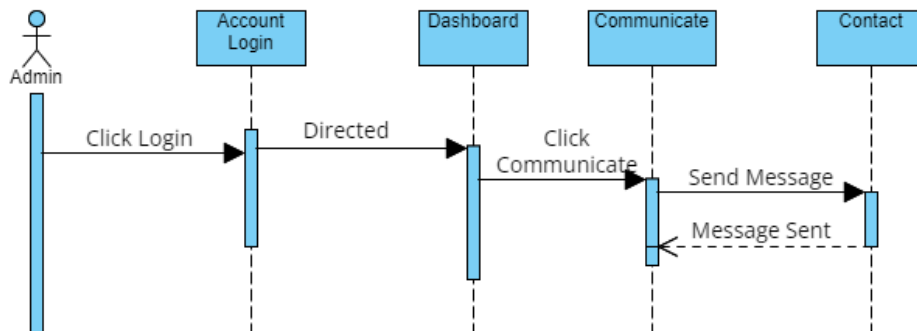 Admin
Account
Login
Dashboard
Communicate
Contact
Click Login
Directed
Click
Communicate
Send Message
Message Sent